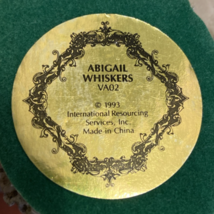 ABIGAIL
WHISKERS
VA02
© 1993
International Resourcing
Services, Inc.
Made in China